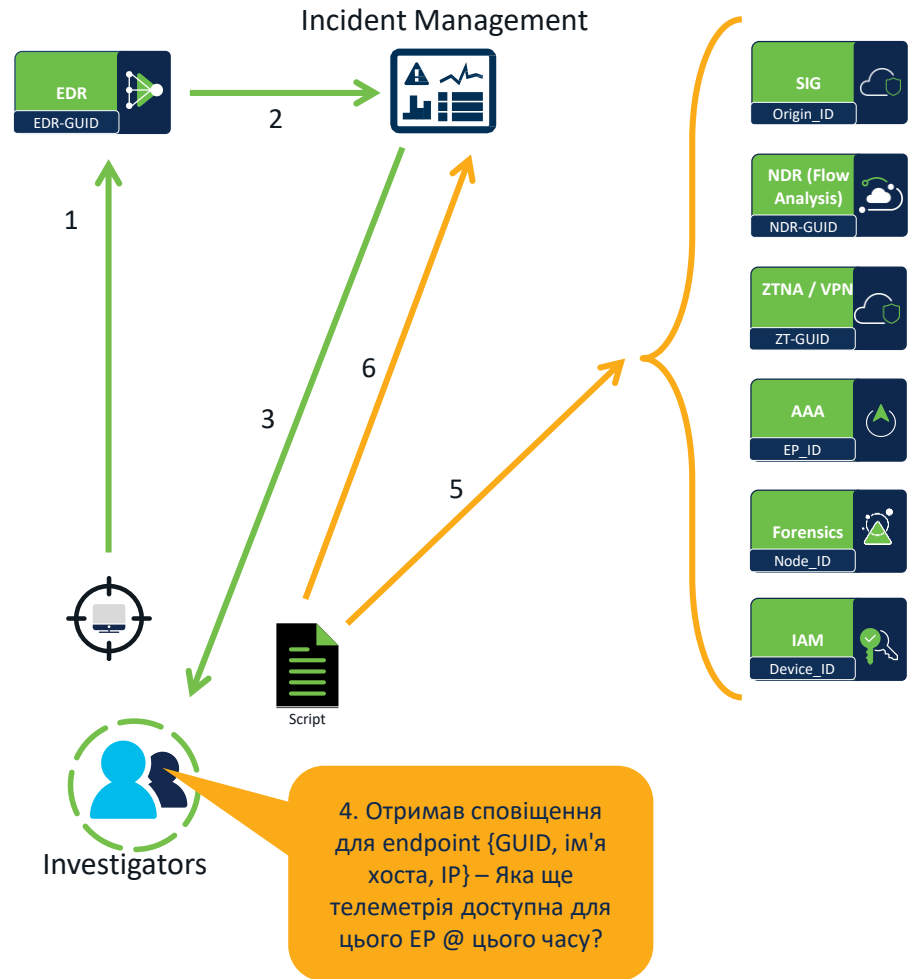 Incident Management
EDR
EDR-GUID
2
1
3
6
5
SIG
Origin_ID
NDR (Flow
Analysis)
NDR-GUID
ZTNA / VPN
ZT-GUID
AAA
EP_ID
Forensics
Node_ID
IAM
Device_ID
Script
Investigators
4. Отримав сповіщення
для endpoint {GUID, ім'я
хоста, IP} – Яка ще
телеметрія доступна для
цього EP @ цього часу?